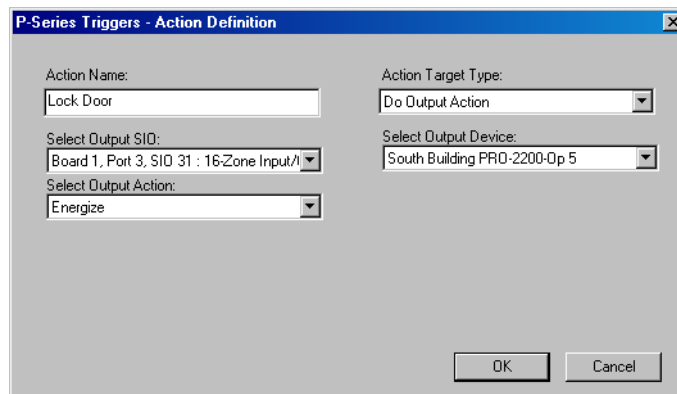 P-Series Triggers - Action Definition
Action Name:
Action Target Type:
Lock Door
Do Output Action
Select Output SIO:
Select Output Device:
Board 1, Port 3, SIO 31 : 16-Zone Input/
South Building PRO-2200-Op 5
Select Output Action:
Energize
OK
Cancel